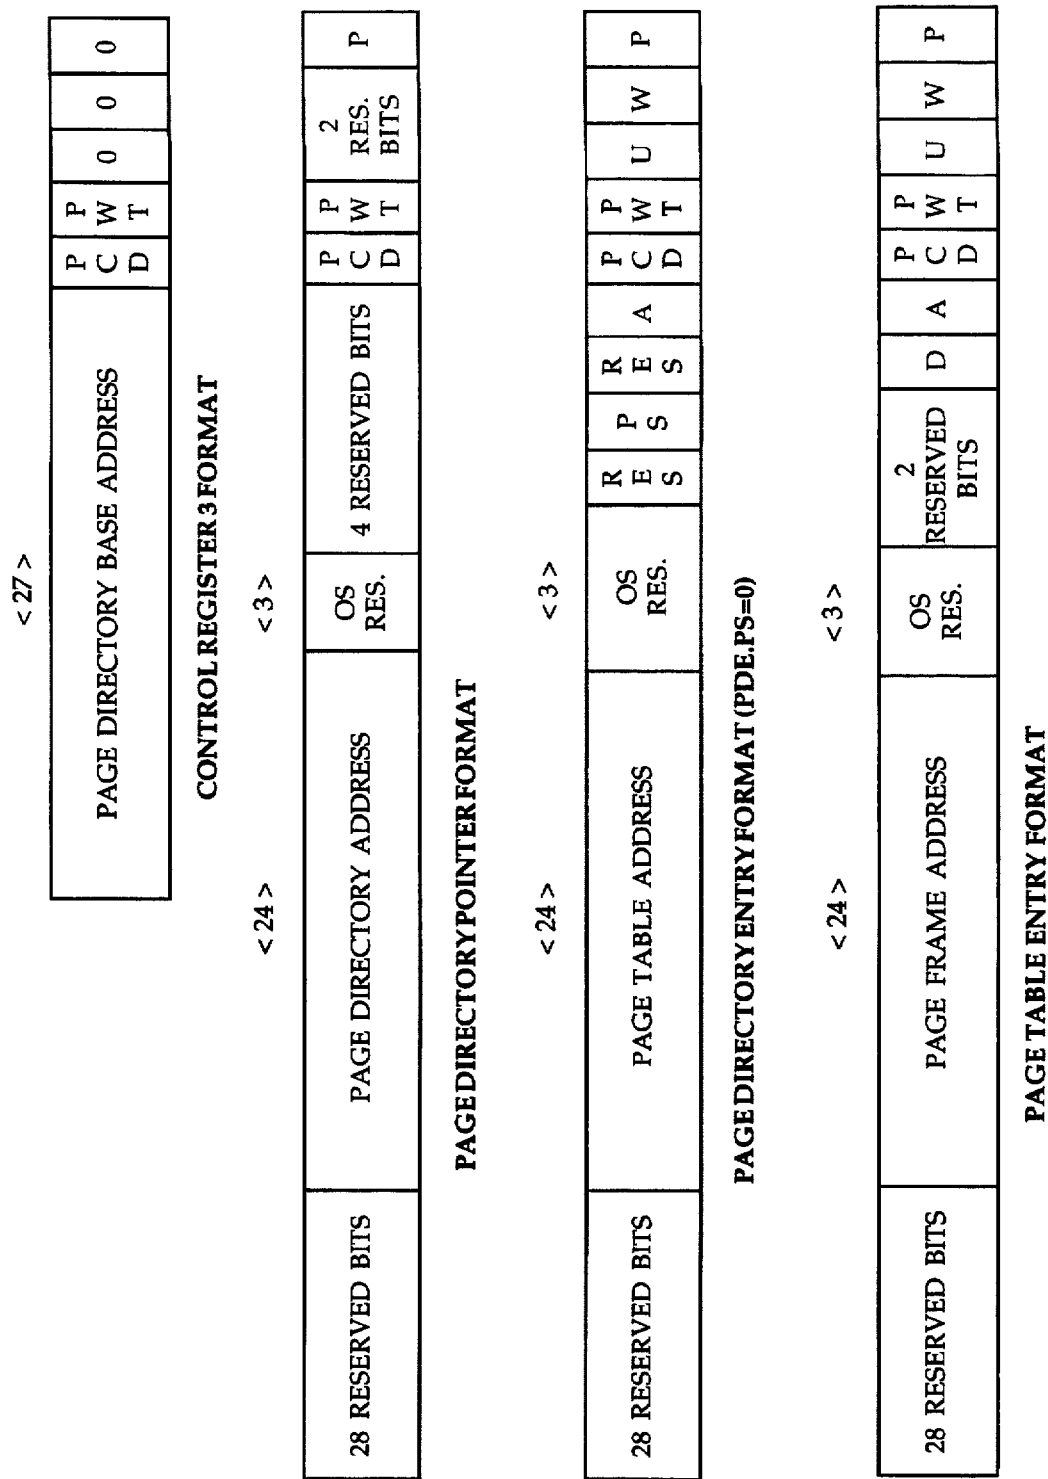 < 27 >
PAGE DIRECTORY BASE ADDRESS
P
C
D
P
W
T
0
0
0
CONTROL REGISTER 3 FORMAT
< 24 >
< 3 >
28 RESERVED BITS
PAGE DIRECTORY ADDRESS
OS
RES.
4 RESERVED BITS
P
C
D
P
W
T
2
RES.
BITS
P
PAGE DIRECTORY POINTER FORMAT
< 24 >
< 3 >
28 RESERVED BITS
PAGE TABLE ADDRESS
OS
RES.
R
E
S
P
S
R
E
S
A
P
C
D
P
W
T
U
W
P
PAGE DIRECTORY ENTRY FORMAT (PDE.PS=0)
< 24 >
< 3 >
28 RESERVED BITS
PAGE FRAME ADDRESS
OS
RES.
2
RESERVED
BITS
D
A
P
C
D
P
W
T
U
W
P
PAGE TABLE ENTRY FORMAT